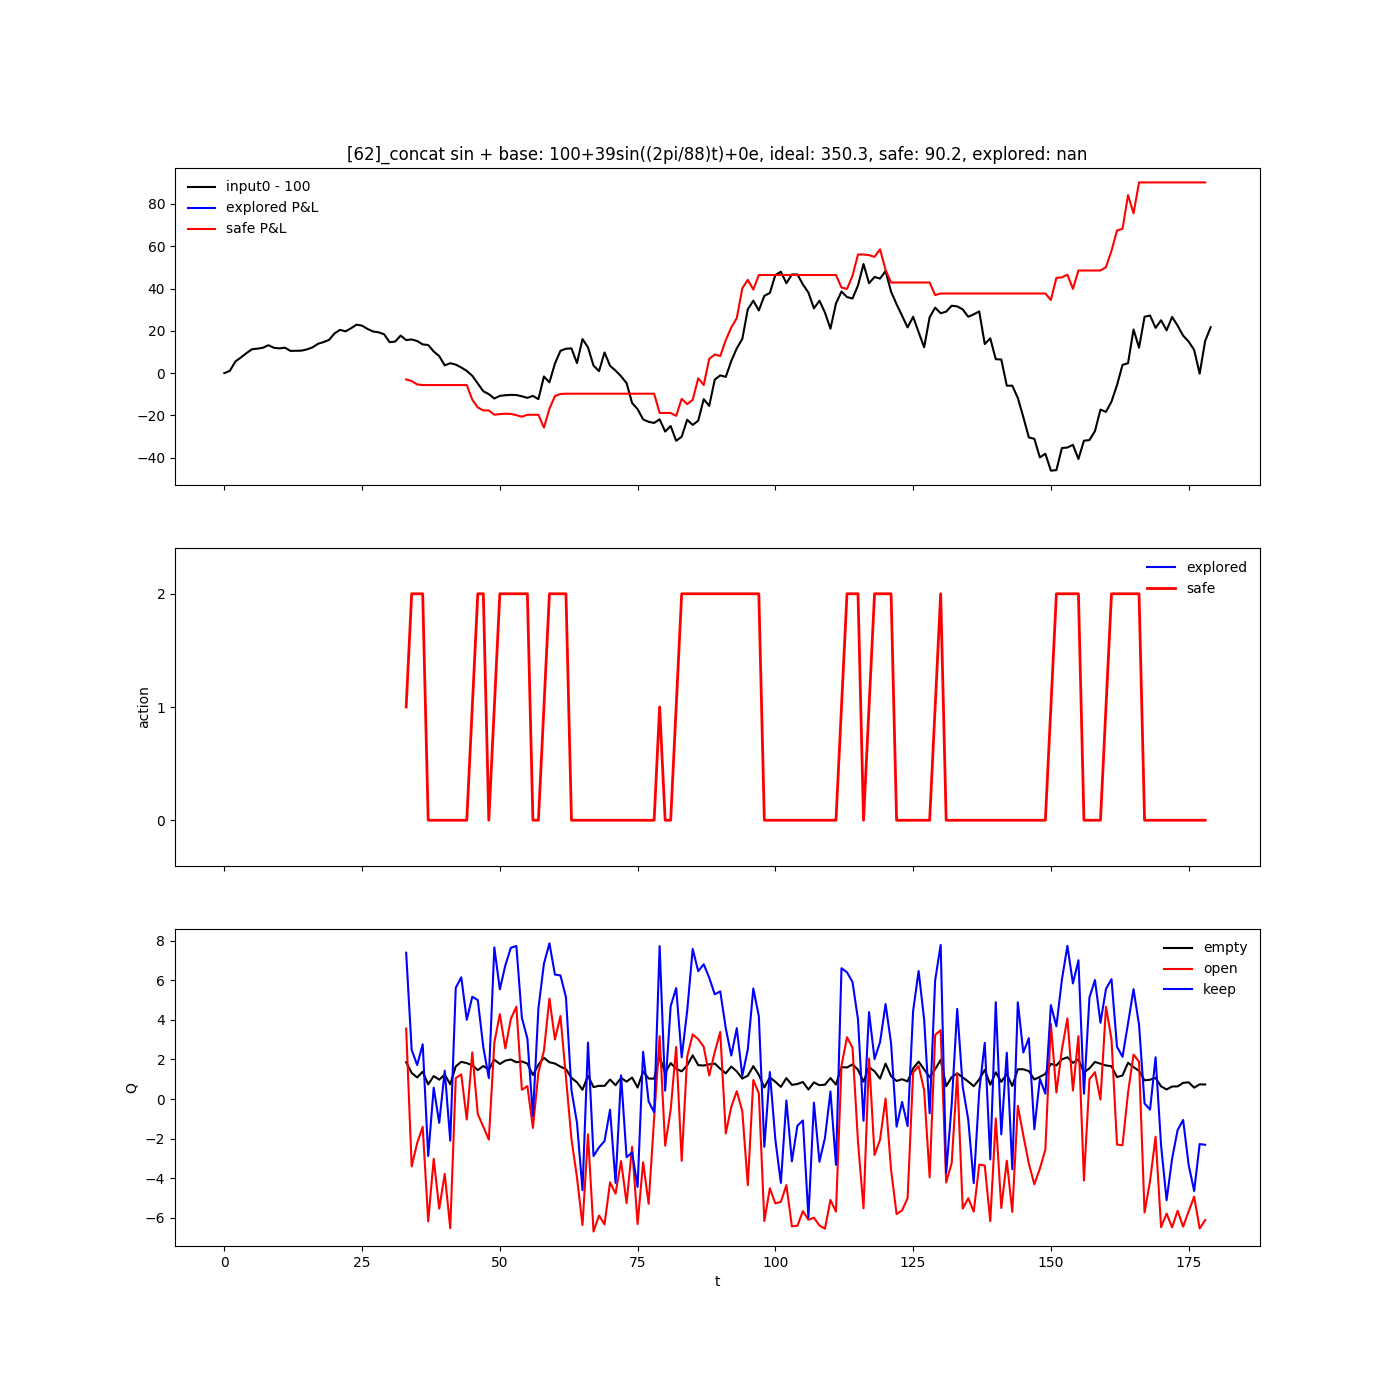 [62]_concat sin + base: 100+39sin((2pi/88)t)+0e, ideal: 350.3, safe: 90.2, explored: nan
input0 - 100
explored P&L
safe P&L
80
60
40
20
0
−20
−40
explored
safe
2
1
0
action
empty
open
keep
8
6
4
2
0
−2
−4
−6
Q
0 25 50 75 100 125 150 175
t